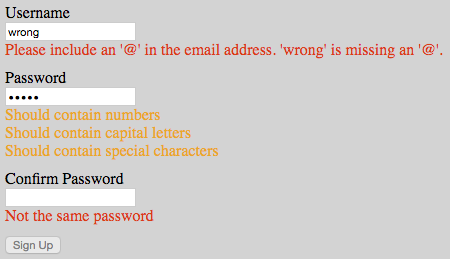 Username
wrong
Please include an '@' in the email address. 'wrong' is missing an '@'.
Password
•••••
Should contain numbers
Should contain capital letters
Should contain special characters
Confirm Password
Not the same password
Sign Up